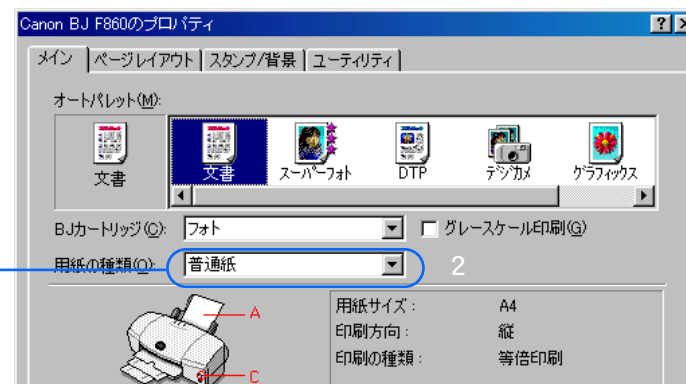 Canon BJ F860のプロパティ
メイン ページレイアウト スタンプ/背景 ユーティリティ
オートパレット(M):
文書 文書 スーパーフォト DTP デジカメ グラフィックス
BJカートリッジ(C): フォト グレースケール印刷(G)
用紙の種類(O): 普通紙 2
A 用紙サイズ : A4
印刷方向 : 縦
C 印刷の種類 : 等倍印刷